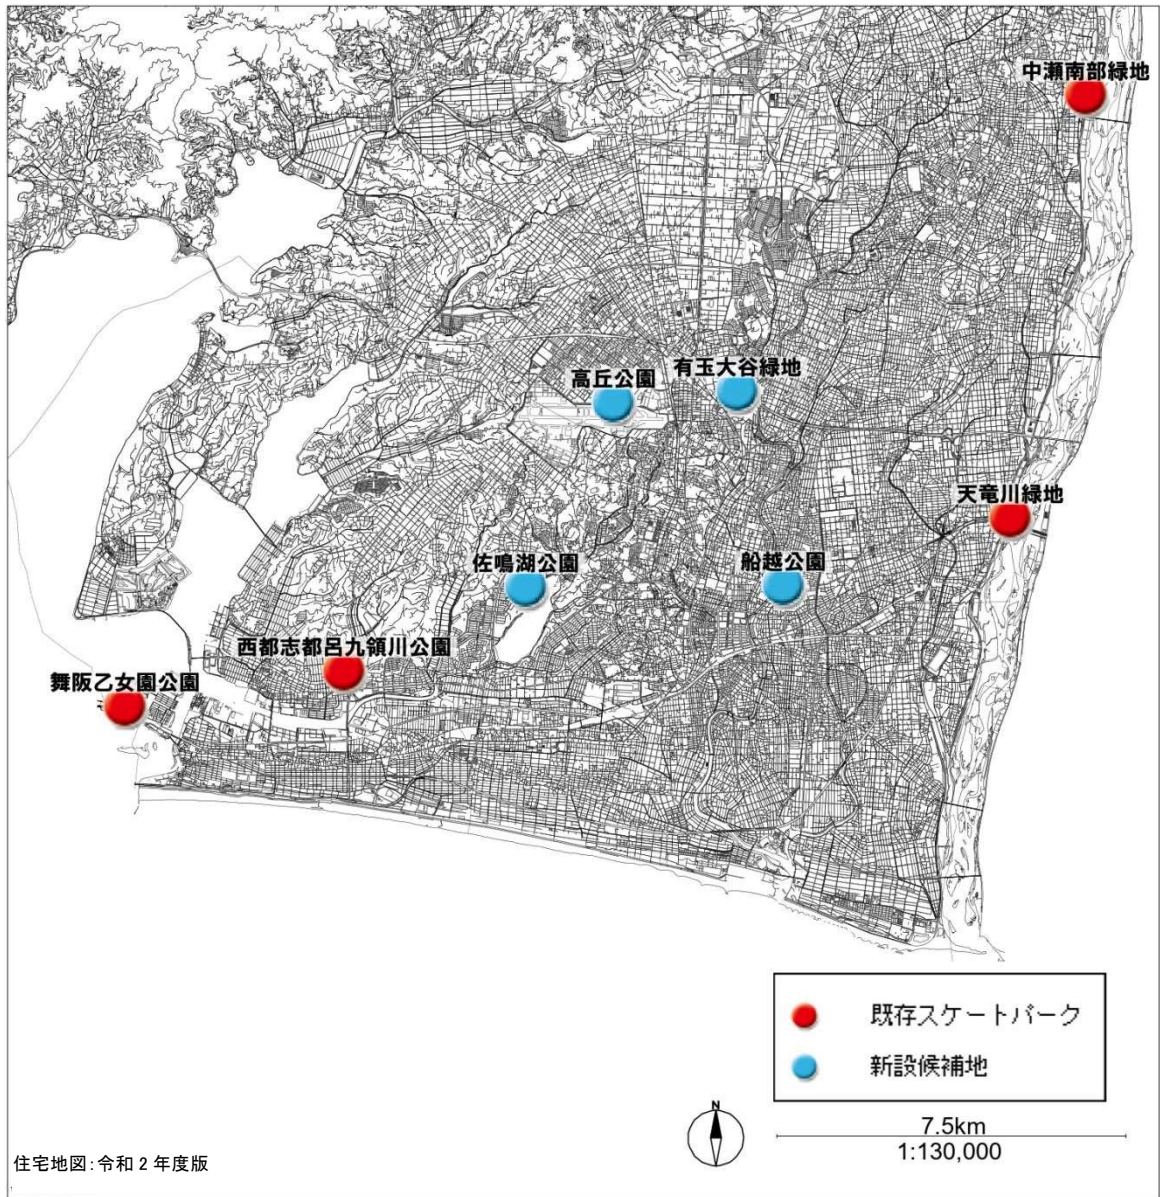 中瀬南部緑地
有玉大谷緑地
高丘公園
天竜川緑地
佐鳴湖公園
船越公園
西都志都呂九領川公園
舞阪乙女園公園
既存スケートパーク
新設候補地
N
7.5km
1:130,000
住宅地図:令和2年度版